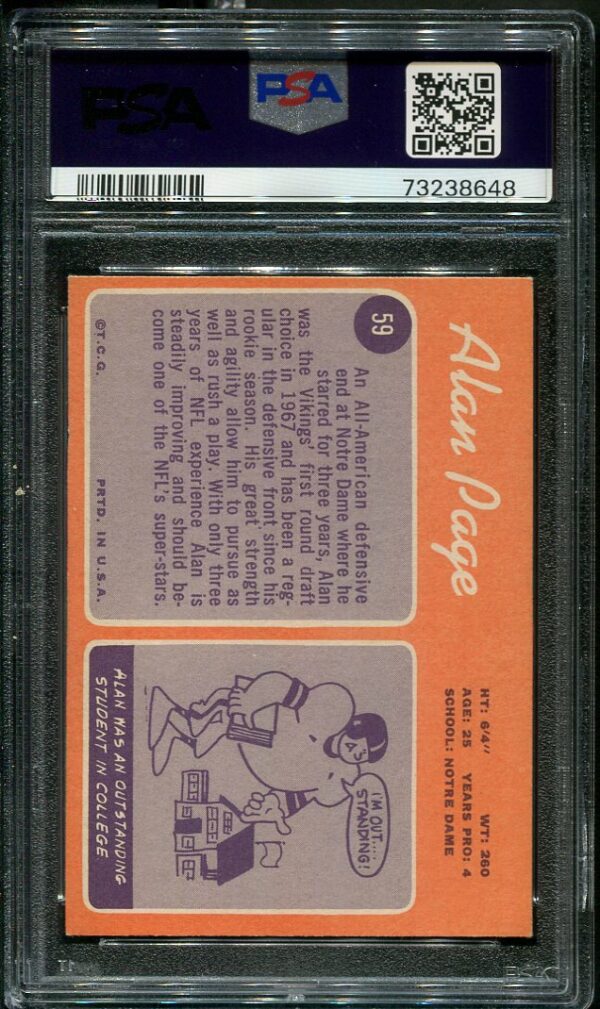 PSA
PSA
73238648
Alan Page
HT: 6'4" WT: 260
AGE: 25 YEARS PRO: 4
SCHOOL: NOTRE DAME
59
An All-American defensive
end at Notre Dame where he
starred for three years, Alan
was the Vikings' first round draft
choice in 1967 and has been a reg-
ular in the defensive front since his
rookie season. His great strength
and agility allow him to pursue as
well as rush a play. With only three
years of NFL experience Alan is
steadily improving and should be-
come one of the NFL's super-stars.
©T.C.G. PRTD. IN U.S.A.
I'M OUT...
STANDING!
ALAN WAS AN OUTSTANDING
STUDENT IN COLLEGE